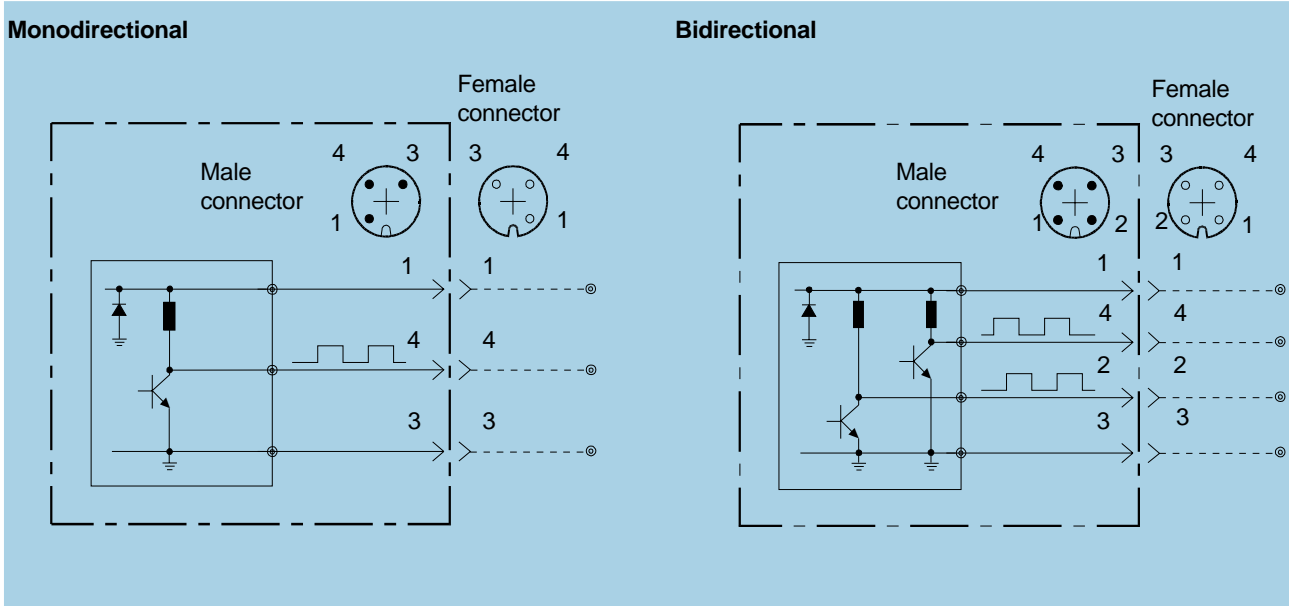 Monodirectional
Female
connector
Male
connector
4 3
1
3 4
1
1 1
4 4
3 3
Bidirectional
Female
connector
Male
connector
4 3
1 2
3 4
2 1
1 1
4 4
2 2
3 3